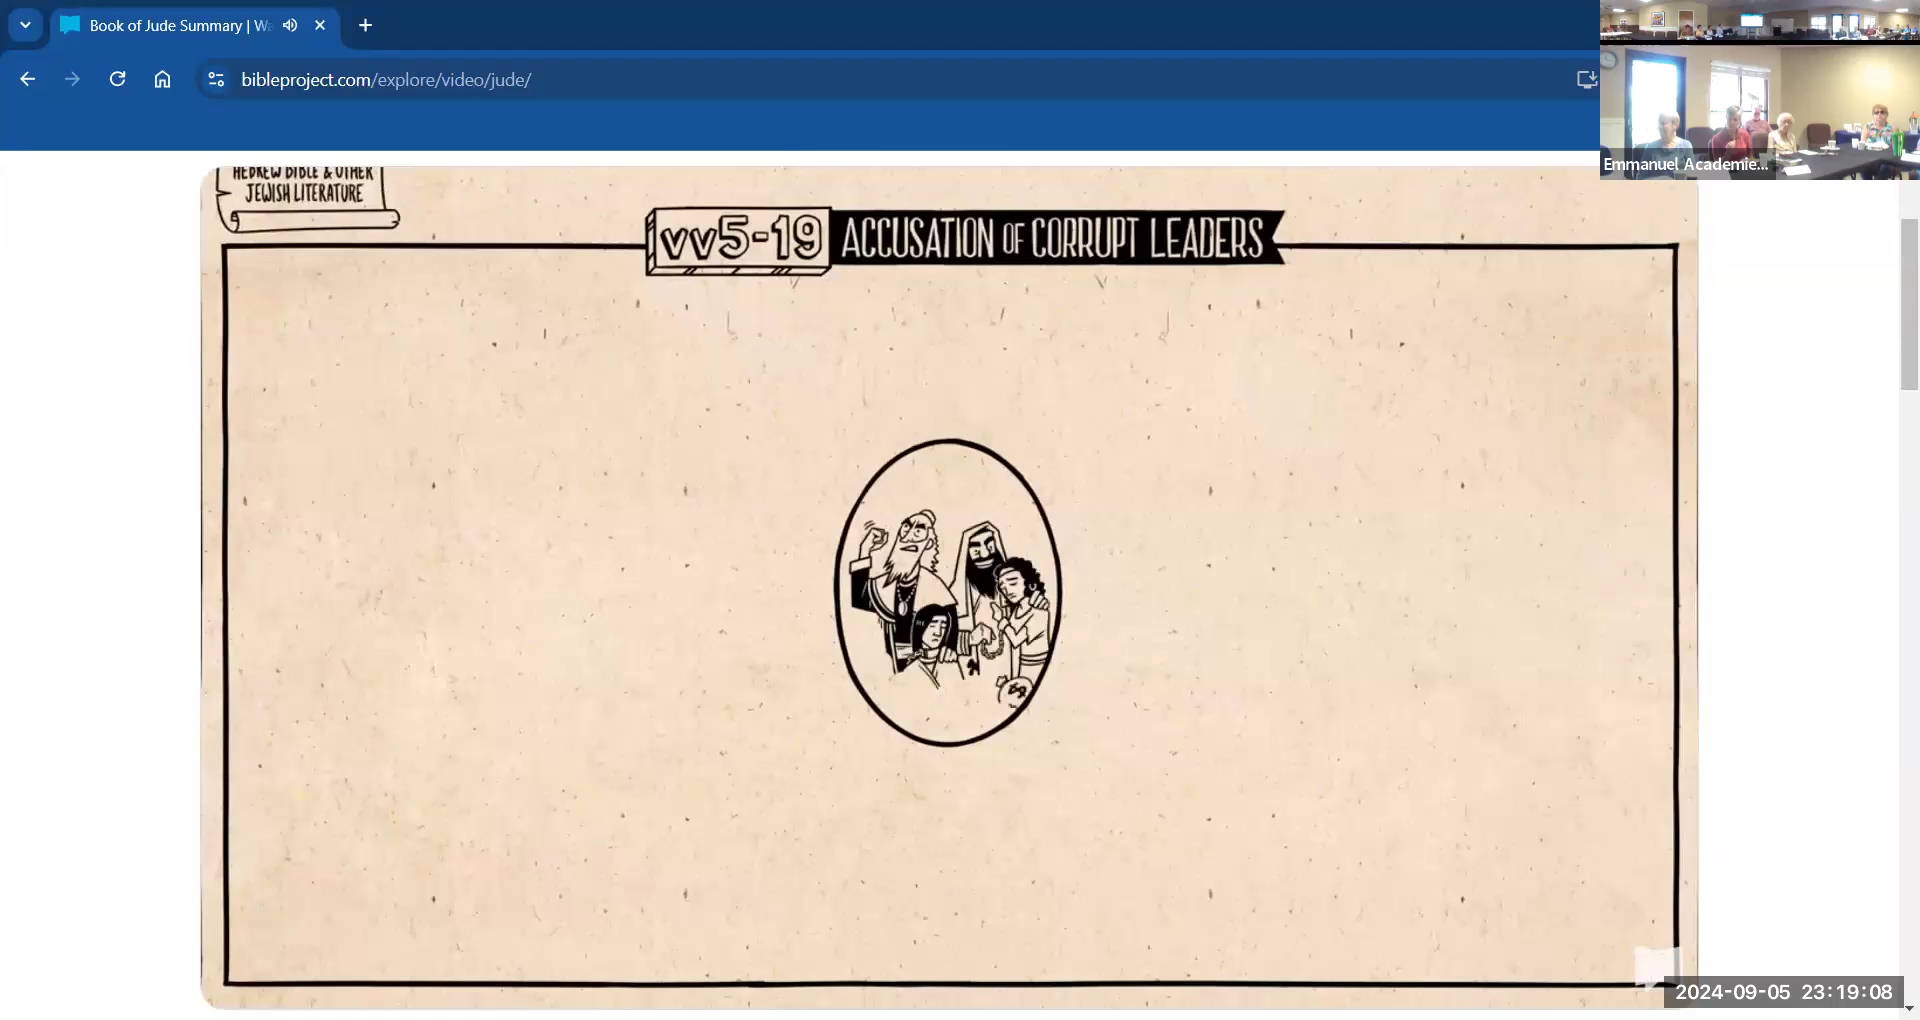 Book of Jude Summary | Wa
bibleproject.com/explore/video/jude/
Emmanuel Academie...
HEBREW BIBLE & OTHER
JEWISH LITERATURE
vv5-19 ACCUSATION OF CORRUPT LEADERS
2024-09-05 23:19:08